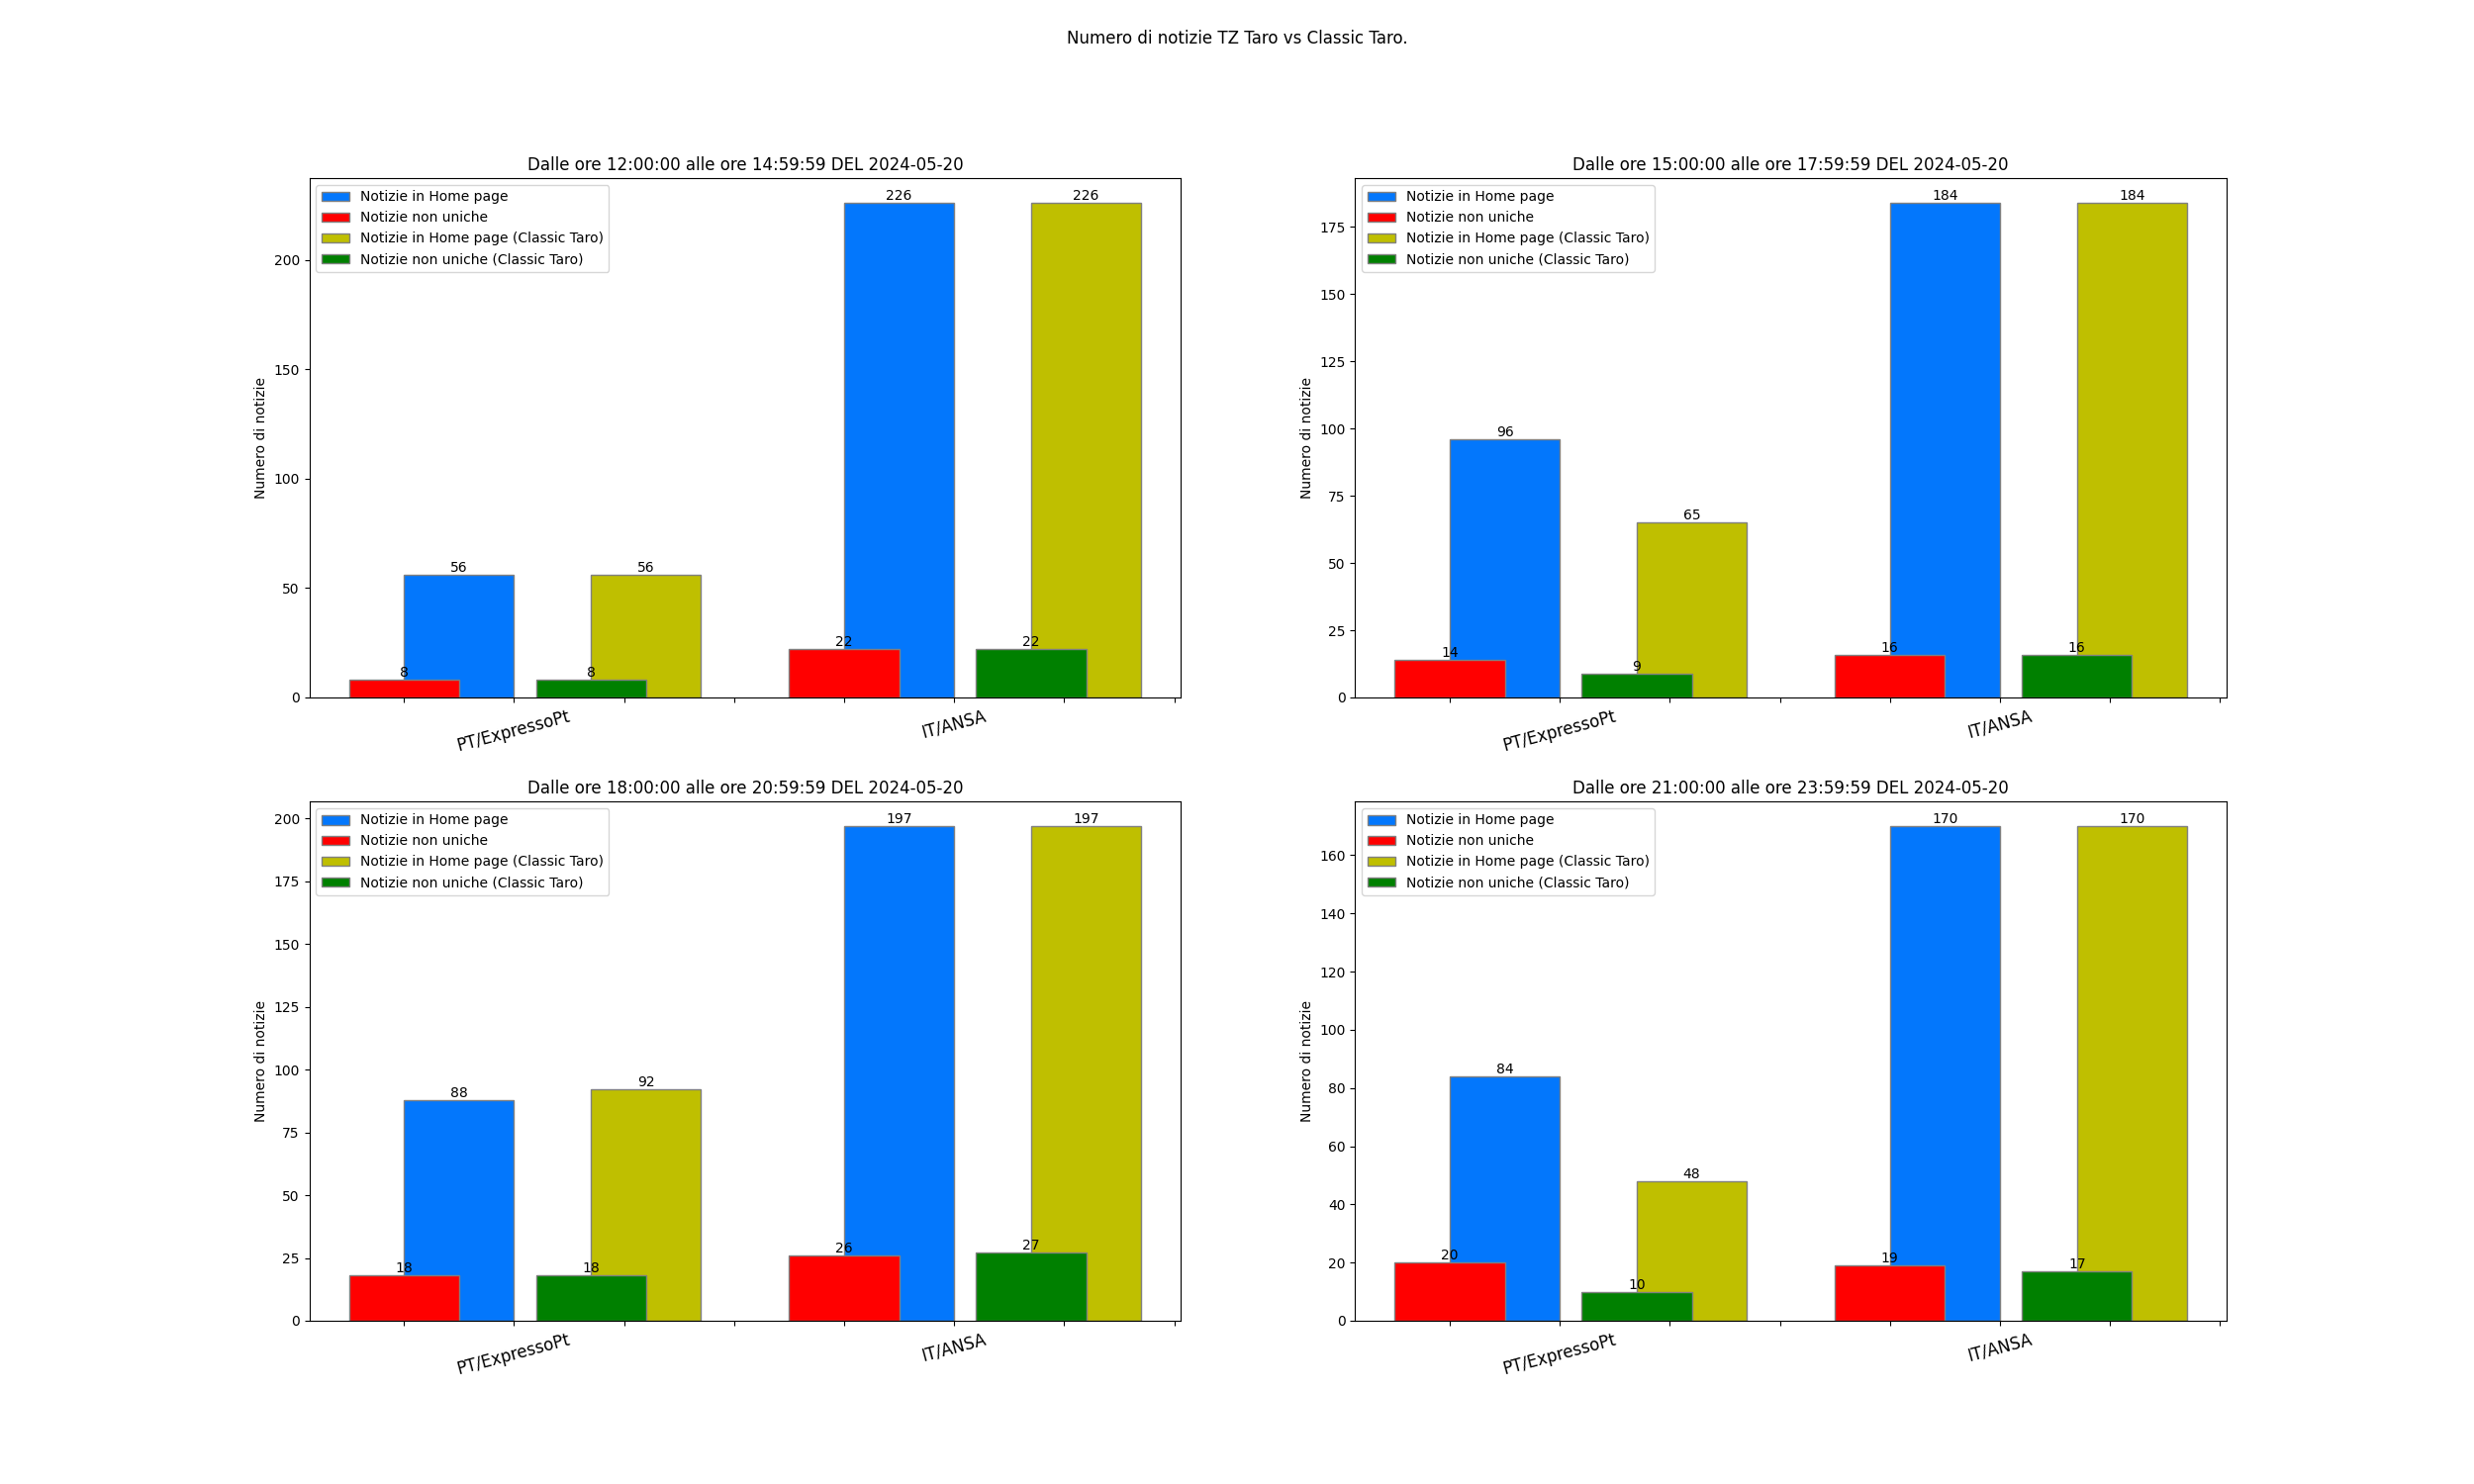 Numero di notizie TZ Taro vs Classic Taro.
Dalle ore 12:00:00 alle ore 14:59:59 DEL 2024-05-20
Notizie in Home page
Notizie non uniche
Notizie in Home page (Classic Taro)
Notizie non uniche (Classic Taro)
Numero di notizie
200
150
100
50
0
56
56
226
226
8
8
22
22
PT/ExpressoPt
IT/ANSA
Dalle ore 15:00:00 alle ore 17:59:59 DEL 2024-05-20
Notizie in Home page
Notizie non uniche
Notizie in Home page (Classic Taro)
Notizie non uniche (Classic Taro)
Numero di notizie
175
150
125
100
75
50
25
0
96
65
184
184
14
9
16
16
PT/ExpressoPt
IT/ANSA
Dalle ore 18:00:00 alle ore 20:59:59 DEL 2024-05-20
Notizie in Home page
Notizie non uniche
Notizie in Home page (Classic Taro)
Notizie non uniche (Classic Taro)
Numero di notizie
200
175
150
125
100
75
50
25
0
88
92
197
197
18
18
26
27
PT/ExpressoPt
IT/ANSA
Dalle ore 21:00:00 alle ore 23:59:59 DEL 2024-05-20
Notizie in Home page
Notizie non uniche
Notizie in Home page (Classic Taro)
Notizie non uniche (Classic Taro)
Numero di notizie
160
140
120
100
80
60
40
20
0
84
48
170
170
20
10
19
17
PT/ExpressoPt
IT/ANSA